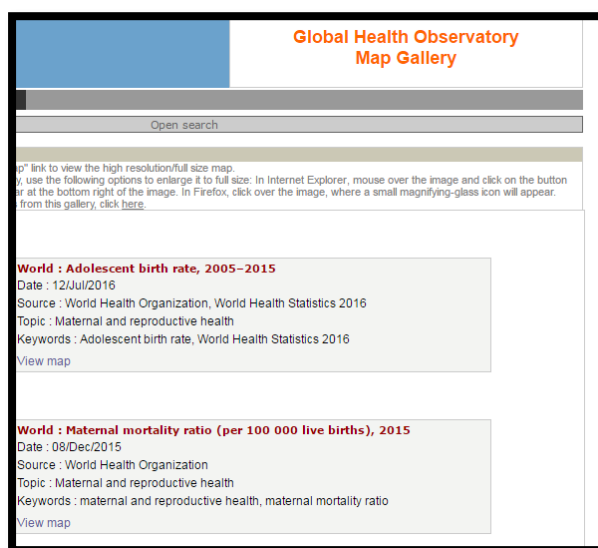 Global Health Observatory
Map Gallery
Open search
ap" link to view the high resolution/full size map.
y, use the following options to enlarge it to full size: In Internet Explorer, mouse over the image and click on the button
ar at the bottom right of the image. In Firefox, click over the image, where a small magnifying-glass icon will appear.
s from this gallery, click here.
World : Adolescent birth rate, 2005–2015
Date : 12/Jul/2016
Source : World Health Organization, World Health Statistics 2016
Topic : Maternal and reproductive health
Keywords : Adolescent birth rate, World Health Statistics 2016
View map
World : Maternal mortality ratio (per 100 000 live births), 2015
Date : 08/Dec/2015
Source : World Health Organization
Topic : Maternal and reproductive health
Keywords : maternal and reproductive health, maternal mortality ratio
View map